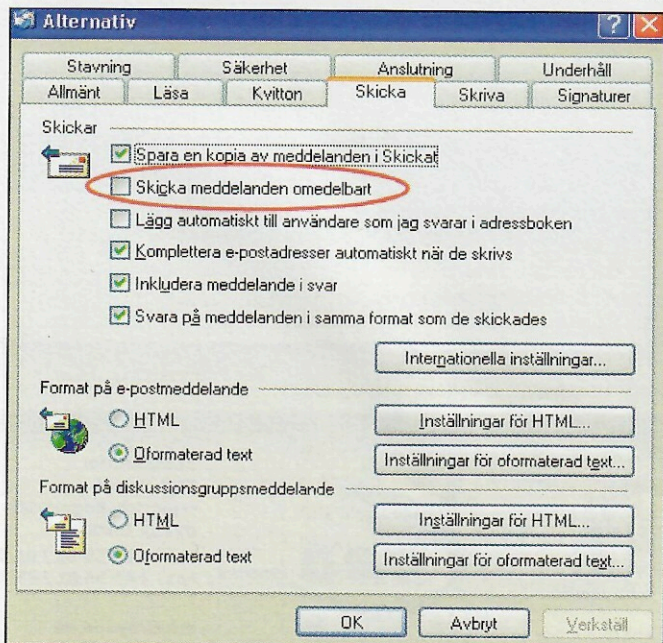 Alternativ
Stavning Säkerhet Anslutning Underhåll
Allmänt Läsa Kvitton Skicka Skriva Signaturer
Skickar
Spara en kopia av meddelanden i Skickat
Skicka meddelanden omedelbart
Lägg automatiskt till användare som jag svarar i adressboken
Komplettera e-postadresser automatiskt när de skrivs
Inkludera meddelande i svar
Svara på meddelanden i samma format som de skickades
Internationella inställningar...
Format på e-postmeddelande
HTML Inställningar för HTML...
Oformaterad text Inställningar för oformaterad text...
Format på diskussionsgruppsmeddelande
HTML Inställningar för HTML...
Oformaterad text Inställningar för oformaterad text...
OK Avbryt Verkställ